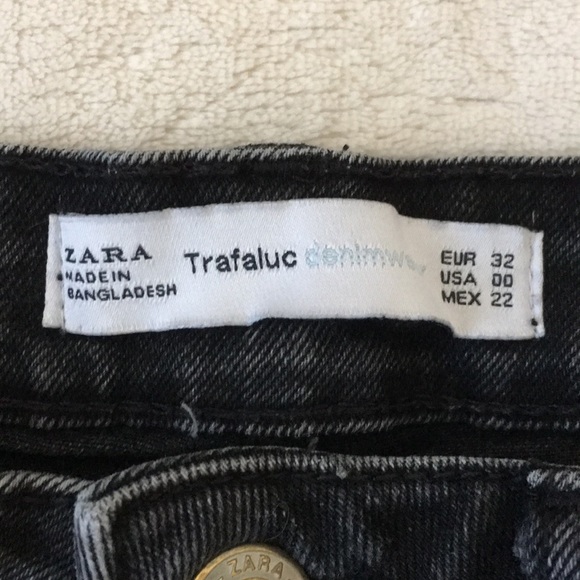 ZARA
MADE IN
BANGLADESH
Trafaluc
EUR 32
USA 00
MEX 22
ZARA